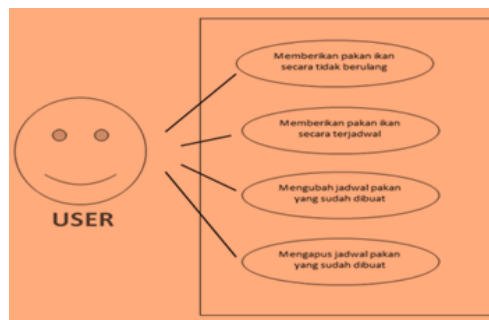 Memberikan pakan ikan
secara tidak berulang
Memberikan pakan ikan
secara terjadwal
Mengubah jadwal pakan
yang sudah dibuat
USER
Mengapus jadwal pakan
yang sudah dibuat